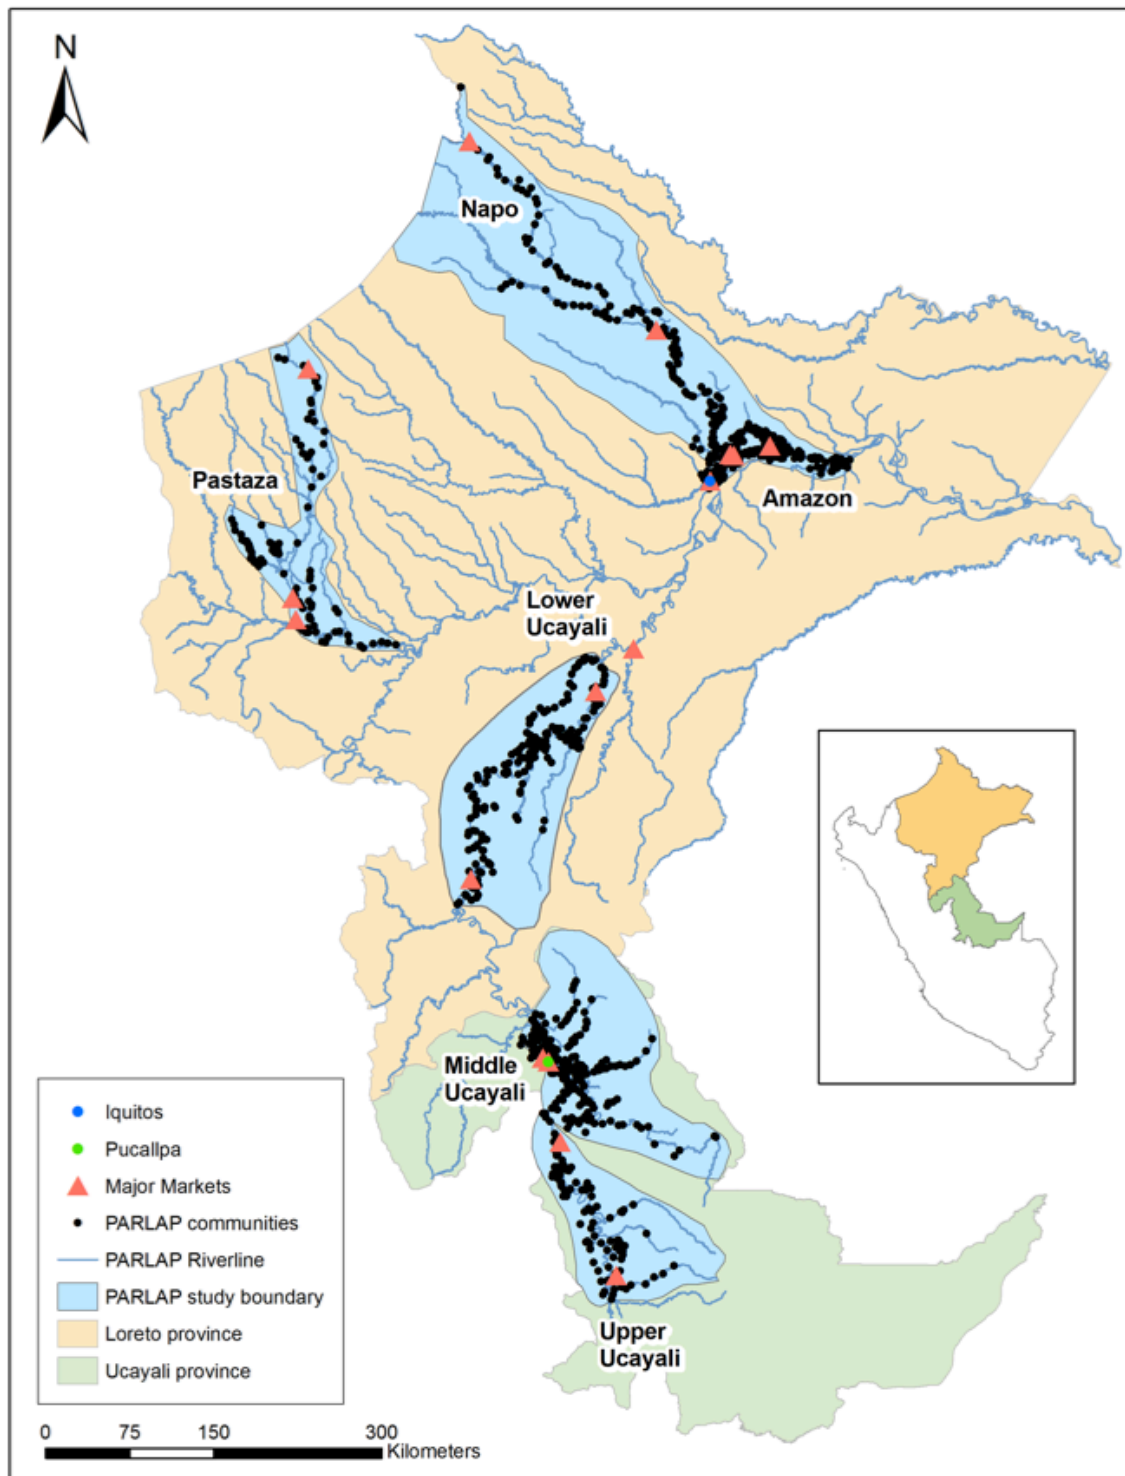 N
Napo
Pastaza
Amazon
Lower
Ucayali
Middle
Ucayali
Upper
Ucayali
Iquitos
Pucallpa
Major Markets
PARLAP communities
PARLAP Riverline
PARLAP study boundary
Loreto province
Ucayali province
0 75 150 300
Kilometers